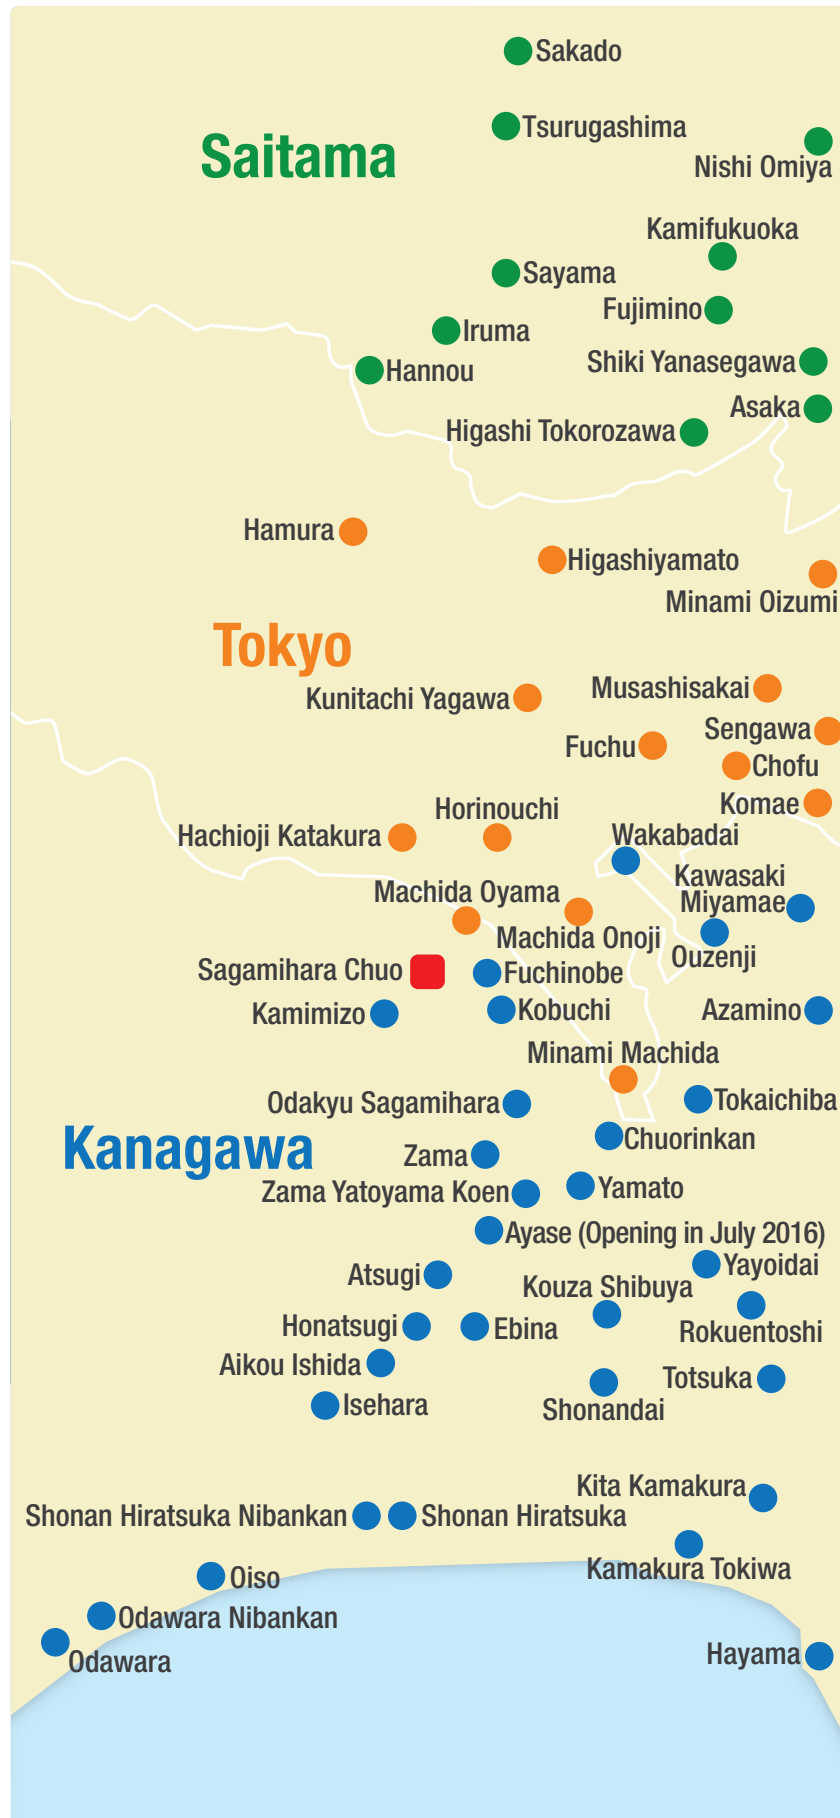 Sakado
Tsurugashima
Saitama
Nishi Omiya
Kamifukuoka
Sayama
Fujimino
Iruma
Shiki Yanasegawa
Hannou
Asaka
Higashi Tokorozawa
Hamura
Higashiyamato
Minami Oizumi
Tokyo
Musashisakai
Kunitachi Yagawa
Sengawa
Fuchu
Chofu
Komae
Horinouchi
Hachioji Katakura
Wakabadai
Kawasaki
Miyamae
Machida Oyama
Machida Onoji
Ouzenji
Sagamihara Chuo
Fuchinobe
Kamimizo
Kobuchi
Azamino
Minami Machida
Odakyu Sagamihara
Tokaichiba
Kanagawa
Chuorinkan
Zama
Zama Yatoyama Koen
Yamato
Ayase (Opening in July 2016)
Yayoidai
Atsugi
Kouza Shibuya
Honatsugi
Ebina
Rokuentoshi
Aikou Ishida
Totsuka
Isehara
Shonandai
Kita Kamakura
Shonan Hiratsuka Nibankan
Shonan Hiratsuka
Kamakura Tokiwa
Oiso
Odawara Nibankan
Odawara
Hayama